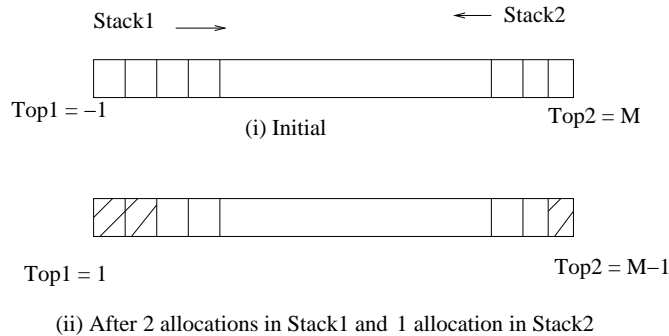 Stack1
Stack2
Top1 = −1
Top2 = M
(i) Initial
Top1 = 1
Top2 = M−1
(ii) After 2 allocations in Stack1 and 1 allocation in Stack2